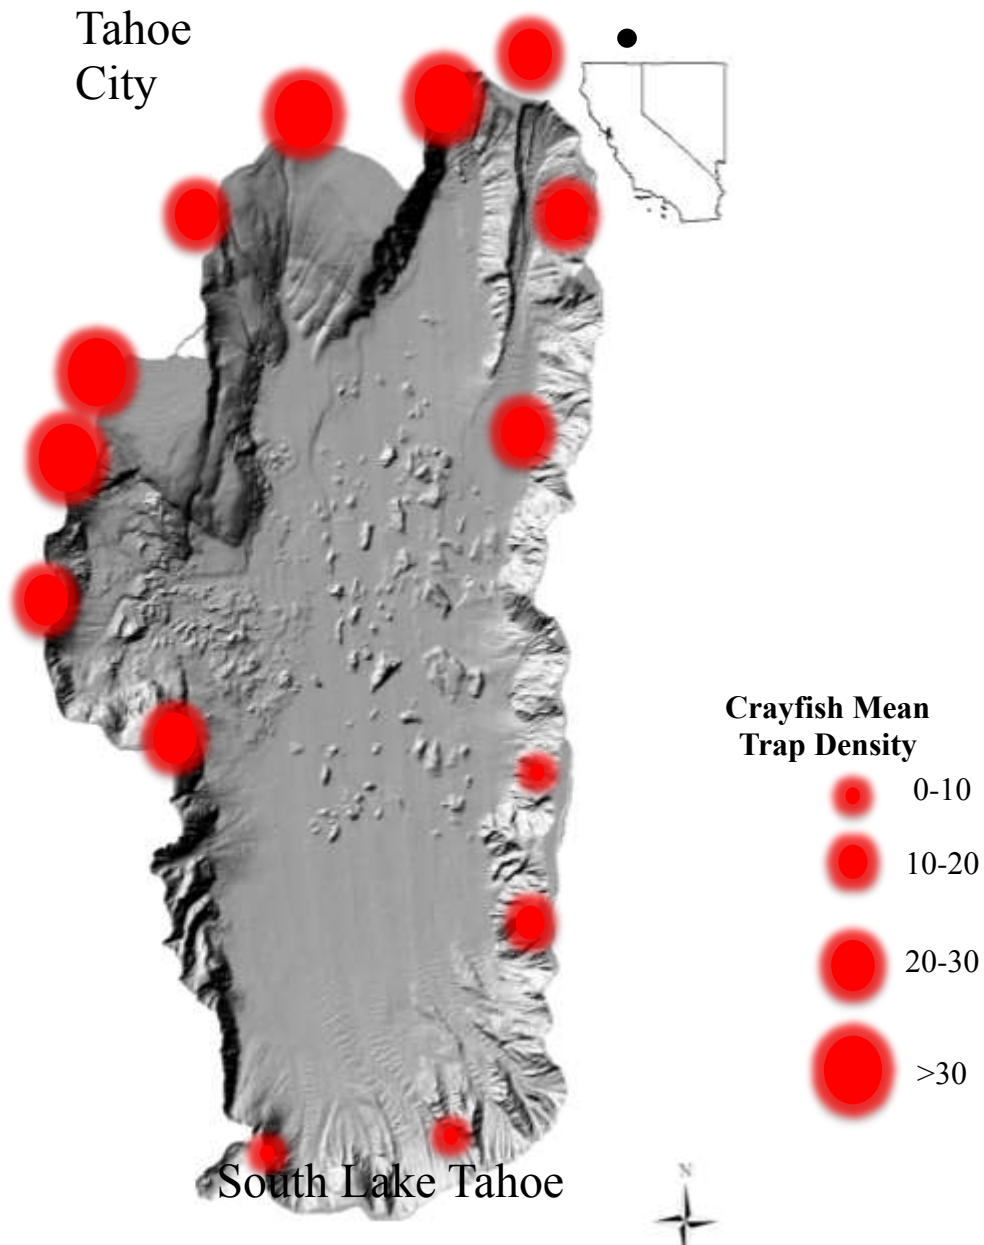 Tahoe
City
Crayfish Mean
Trap Density
0-10
10-20
20-30
>30
South Lake Tahoe
N